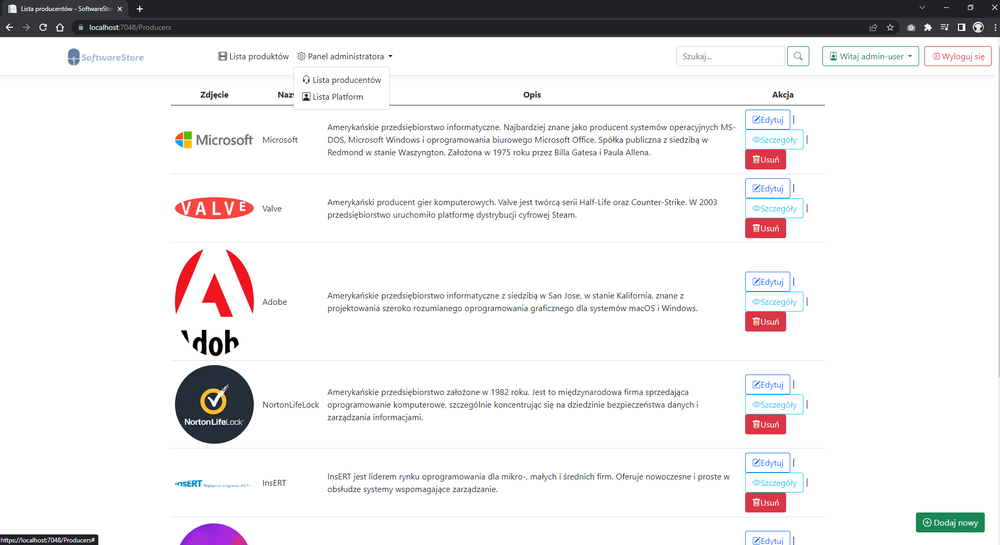 Lista producentów - SoftwareSto
localhost:7048/Producers
SoftwareStore
Lista produktów
Panel administratora
Szukaj...
Witaj admin-user
Wyloguj się
Lista producentów
Lista Platform
Zdjęcie
Opis
Akcja
Microsoft
Microsoft
Amerykańskie przedsiębiorstwo informatyczne. Najbardziej znane jako producent systemów operacyjnych MS-
DOS, Microsoft Windows i oprogramowania biurowego Microsoft Office. Spółka publiczna z siedzibą w
Redmond w stanie Waszyngton. Założona w 1975 roku przez Billa Gatesa i Paula Allena.
Edytuj |
Szczegóły |
Usuń
VALVE
Valve
Amerykański producent gier komputerowych. Valve jest twórcą serii Half-Life oraz Counter-Strike. W 2003
przedsiębiorstwo uruchomiło platformę dystrybucji cyfrowej Steam.
Edytuj |
Szczegóły |
Usuń
Adobe
Amerykańskie przedsiębiorstwo informatyczne z siedzibą w San Jose, w stanie Kalifornia, znane z
projektowania szeroko rozumianego oprogramowania graficznego dla systemów macOS i Windows.
Edytuj |
Szczegóły |
Usuń
NortonLifeLock
NortonLifeLock
Amerykańskie przedsiębiorstwo założone w 1982 roku. Jest to międzynarodowa firma sprzedająca
oprogramowanie komputerowe, szczególnie koncentrując się na dziedzinie bezpieczeństwa danych i
zarządzania informacjami.
Edytuj |
Szczegóły |
Usuń
InsERT
InsERT jest liderem rynku oprogramowania dla mikro-, małych i średnich firm. Oferuje nowoczesne i proste w
obsłudze systemy wspomagające zarządzanie.
Edytuj |
Szczegóły |
Usuń
Dodaj nowy
https://localhost:7048/Producers#
Edytuj |